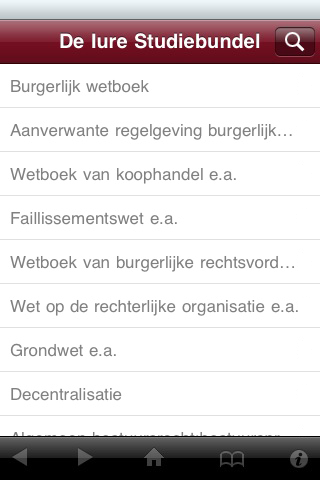 De Iure Studiebundel
Burgerlijk wetboek
Aanverwante regelgeving burgerlijk…
Wetboek van koophandel e.a.
Faillissementswet e.a.
Wetboek van burgerlijke rechtsvord…
Wet op de rechterlijke organisatie e.a.
Grondwet e.a.
Decentralisatie